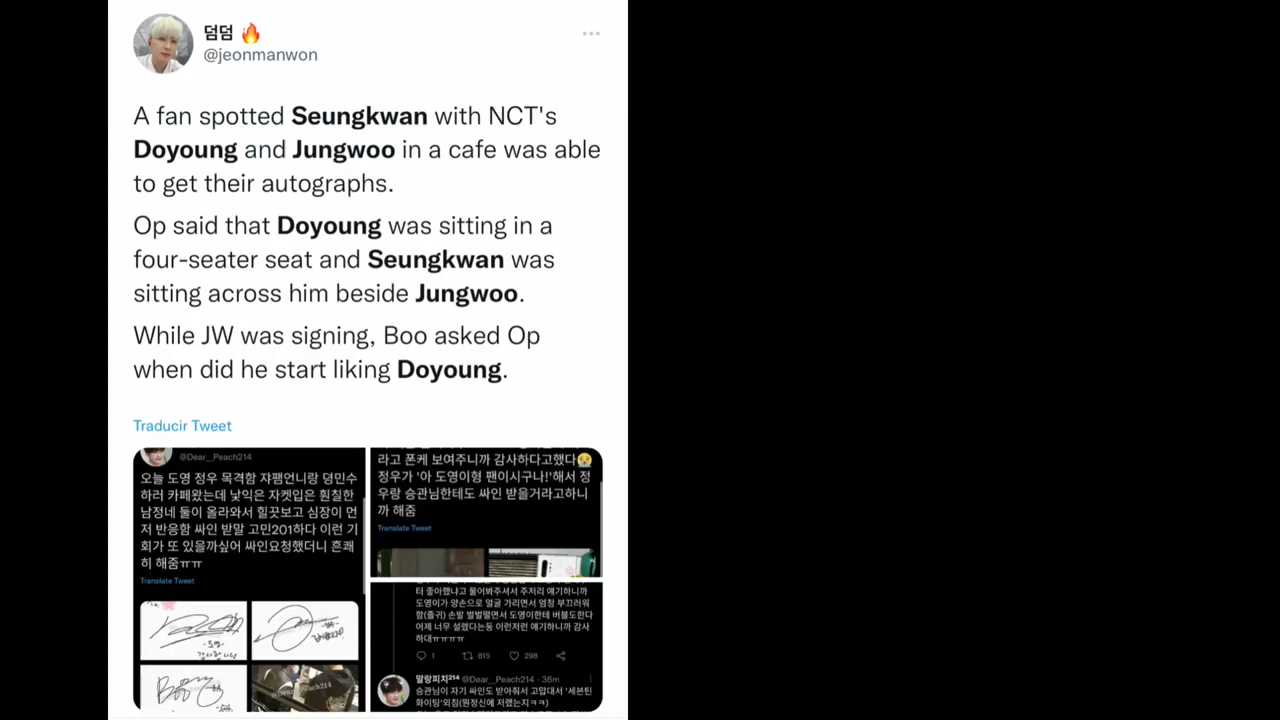 덤덤 🔥
@jeonmanwon
A fan spotted Seungkwan with NCT's
Doyoung and Jungwoo in a cafe was able
to get their autographs.
Op said that Doyoung was sitting in a
four-seater seat and Seungkwan was
sitting across him beside Jungwoo.
While JW was signing, Boo asked Op
when did he start liking Doyoung.
Traducir Tweet
@Dear__Peach214
오늘 도영 정우 목격함 쟈팸언니랑 덩민수
하러 카페왔는데 낯익은 자켓입은 훤칠한
남정네 둘이 올라와서 힐끗보고 심장이 먼
저 반응함 싸인 받말 고민201하다 이런 기
회가 또 있을까싶어 싸인요청했더니 흔쾌
히 해줌ㅠㅠ
Translate Tweet
-도영-
감사합니다
@Dear__Peach214
라고 폰케 보여주니까 감사하다고했다😭
정우가 '아 도영이형 팬이시구나!'해서 정
우랑 승관님한테도 싸인 받을거라고하니
까 해줌
Translate Tweet
터 좋아했냐고 물어봐주셔서 주저리 얘기하니까
도영이가 양손으로 얼굴 가리면서 엄청 부끄러워
함(졸귀) 손발 벌벌떨면서 도영이한테 버블도한다
어제 너무 설렜다는둥 이런저런 얘기하니까 감사
하대ㅠㅠㅠㅠ
1 815 298
말랑피치²¹⁴ @Dear__Peach214 · 36m
승관님이 자기 싸인도 받아줘서 고맙대서 '세븐틴
화이팅'외침(뭔정신에 저랬는지ㅋㅋ)